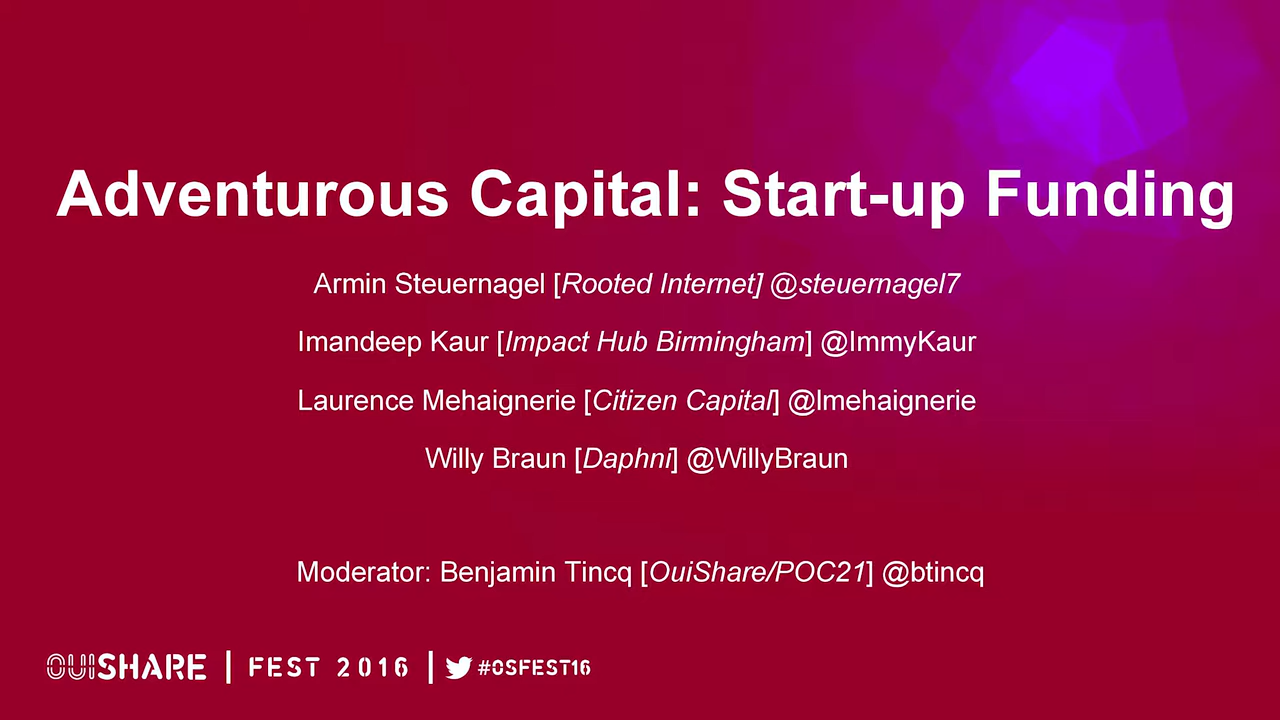 Adventurous Capital: Start-up Funding
Armin Steuernagel [Rooted Internet] @steuernagel7
Imandeep Kaur [Impact Hub Birmingham] @ImmyKaur
Laurence Mehaignerie [Citizen Capital] @lmehaignerie
Willy Braun [Daphni] @WillyBraun
Moderator: Benjamin Tincq [OuiShare/POC21] @btincq
OUISHARE | FEST 2016 | #OSFEST16